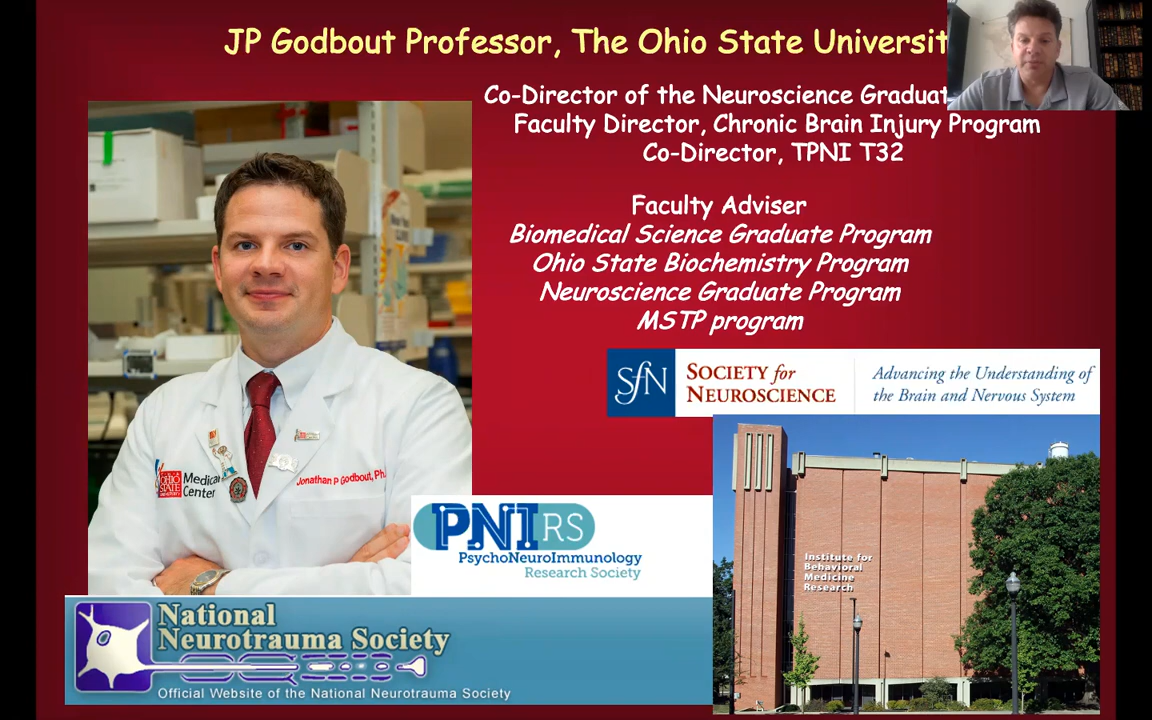 JP Godbout Professor, The Ohio State Universit
Co-Director of the Neuroscience Graduat
Faculty Director, Chronic Brain Injury Program
Co-Director, TPNI T32
Faculty Adviser
Biomedical Science Graduate Program
Ohio State Biochemistry Program
Neuroscience Graduate Program
MSTP program
SfN
SOCIETY for
NEUROSCIENCE
Advancing the Understanding of
the Brain and Nervous System
OHIO
STATE
Medical
Center
Jonathan P Godbout, Ph.
PNIRS
PsychoNeuroImmunology
Research Society
Institute for
Behavioral
Medicine
Research
National
Neurotrauma Society
Official Website of the National Neurotrauma Society